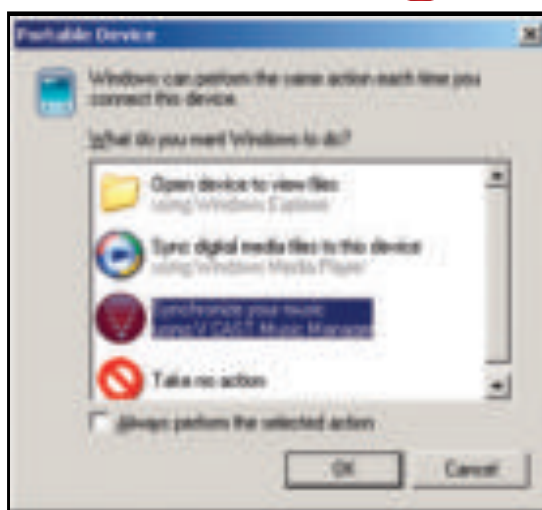 Portable Device
Windows can perform the same action each time you
connect this device.
What do you want Windows to do?
Open device to view files
using Windows Explorer
Sync digital media files to this device
using Windows Media Player
Synchronize your music
using V CAST Music Manager
Take no action
Always perform the selected action
OK
Cancel